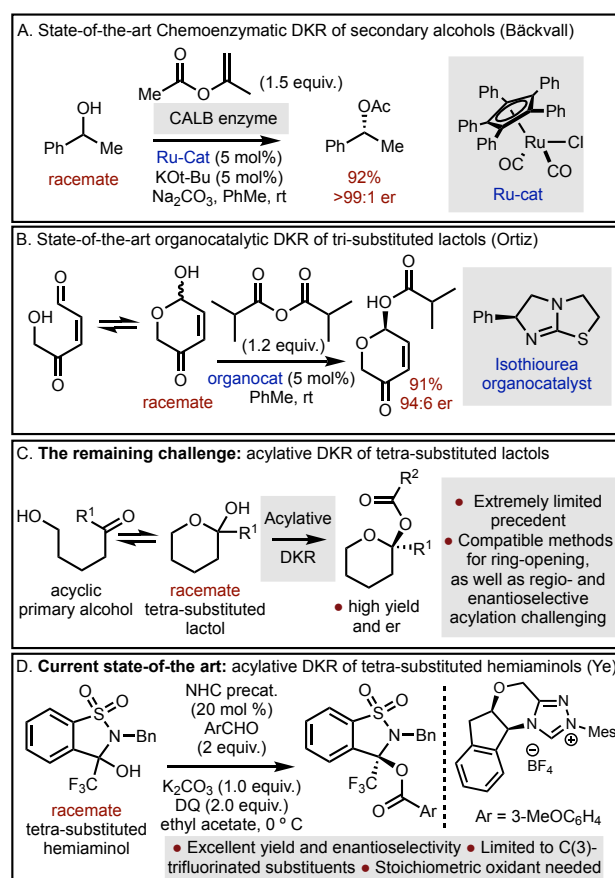 A. State-of-the-art Chemoenzymatic DKR of secondary alcohols (Bäckvall)
O
Me
O
Me
(1.5 equiv.)
OH
Ph
Me
racemate
CALB enzyme
Ru-Cat (5 mol%)
KOt-Bu (5 mol%)
Na2CO3, PhMe, rt
OAc
Ph
Me
92%
>99:1 er
Ph
Ph
Ph
Ph
Ph
Ru
Cl
OC
CO
Ru-cat
B. State-of-the-art organocatalytic DKR of tri-substituted lactols (Ortiz)
O
OH
O
OH
O
O
racemate
O
O
O
(1.2 equiv.)
organocat (5 mol%)
PhMe, rt
O
HO
O
O
91%
94:6 er
Ph
N
N
S
Isothiourea
organocatalyst
C. The remaining challenge: acylative DKR of tetra-substituted lactols
HO
R1
O
acyclic
primary alcohol
O
OH
R1
racemate
tetra-substituted
lactol
Acylative
DKR
R2
O
O
O
R1
● high yield
and er
● Extremely limited
precedent
● Compatible methods
for ring-opening,
as well as regio- and
enantioselective
acylation challenging
D. Current state-of-the art: acylative DKR of tetra-substituted hemiaminols (Ye)
O
O
S
N
Bn
OH
F3C
racemate
tetra-substituted
hemiaminol
NHC precat.
(20 mol %)
ArCHO
(2 equiv.)
K2CO3 (1.0 equiv.)
DQ (2.0 equiv.)
ethyl acetate, 0 º C
O
O
S
N
Bn
F3C
O
O
Ar
O
N
N
N
Mes
BF4
Ar = 3-MeOC6H4
● Excellent yield and enantioselectivity ● Limited to C(3)-
trifluorinated substituents ● Stoichiometric oxidant needed